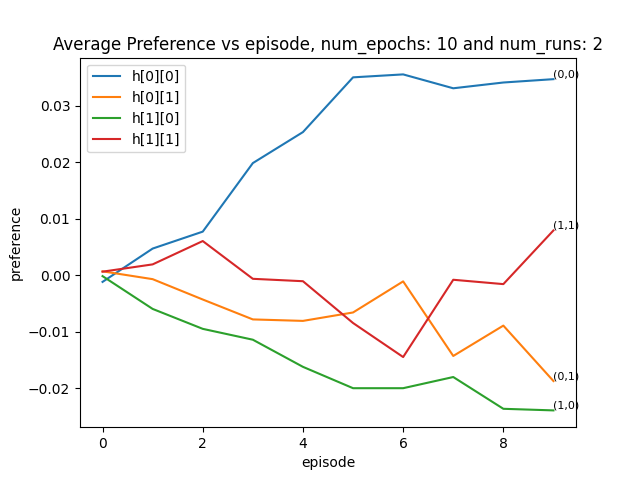 Average Preference vs episode, num_epochs: 10 and num_runs: 2
h[0][0]
h[0][1]
h[1][0]
h[1][1]
(0,0)
(1,1)
(0,1)
(1,0)
preference
0.03
0.02
0.01
0.00
−0.01
−0.02
0 2 4 6 8
episode